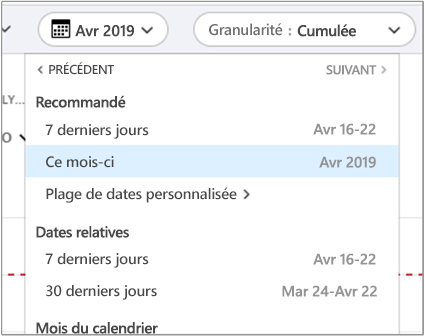 Avr 2019 Granularité : Cumulée
PRÉCÉDENT SUIVANT
LY...
Recommandé
7 derniers jours Avr 16-22
O
Ce mois-ci Avr 2019
Plage de dates personnalisée
Dates relatives
7 derniers jours Avr 16-22
30 derniers jours Mar 24-Avr 22
Mois du calendrier